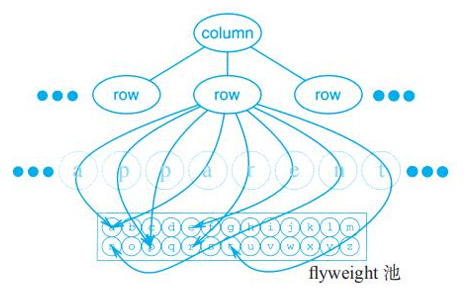 column
row row row
a p p a r e n t
a b c d e f g h i j k l m
n o p q r s t u v w x y z
flyweight 池